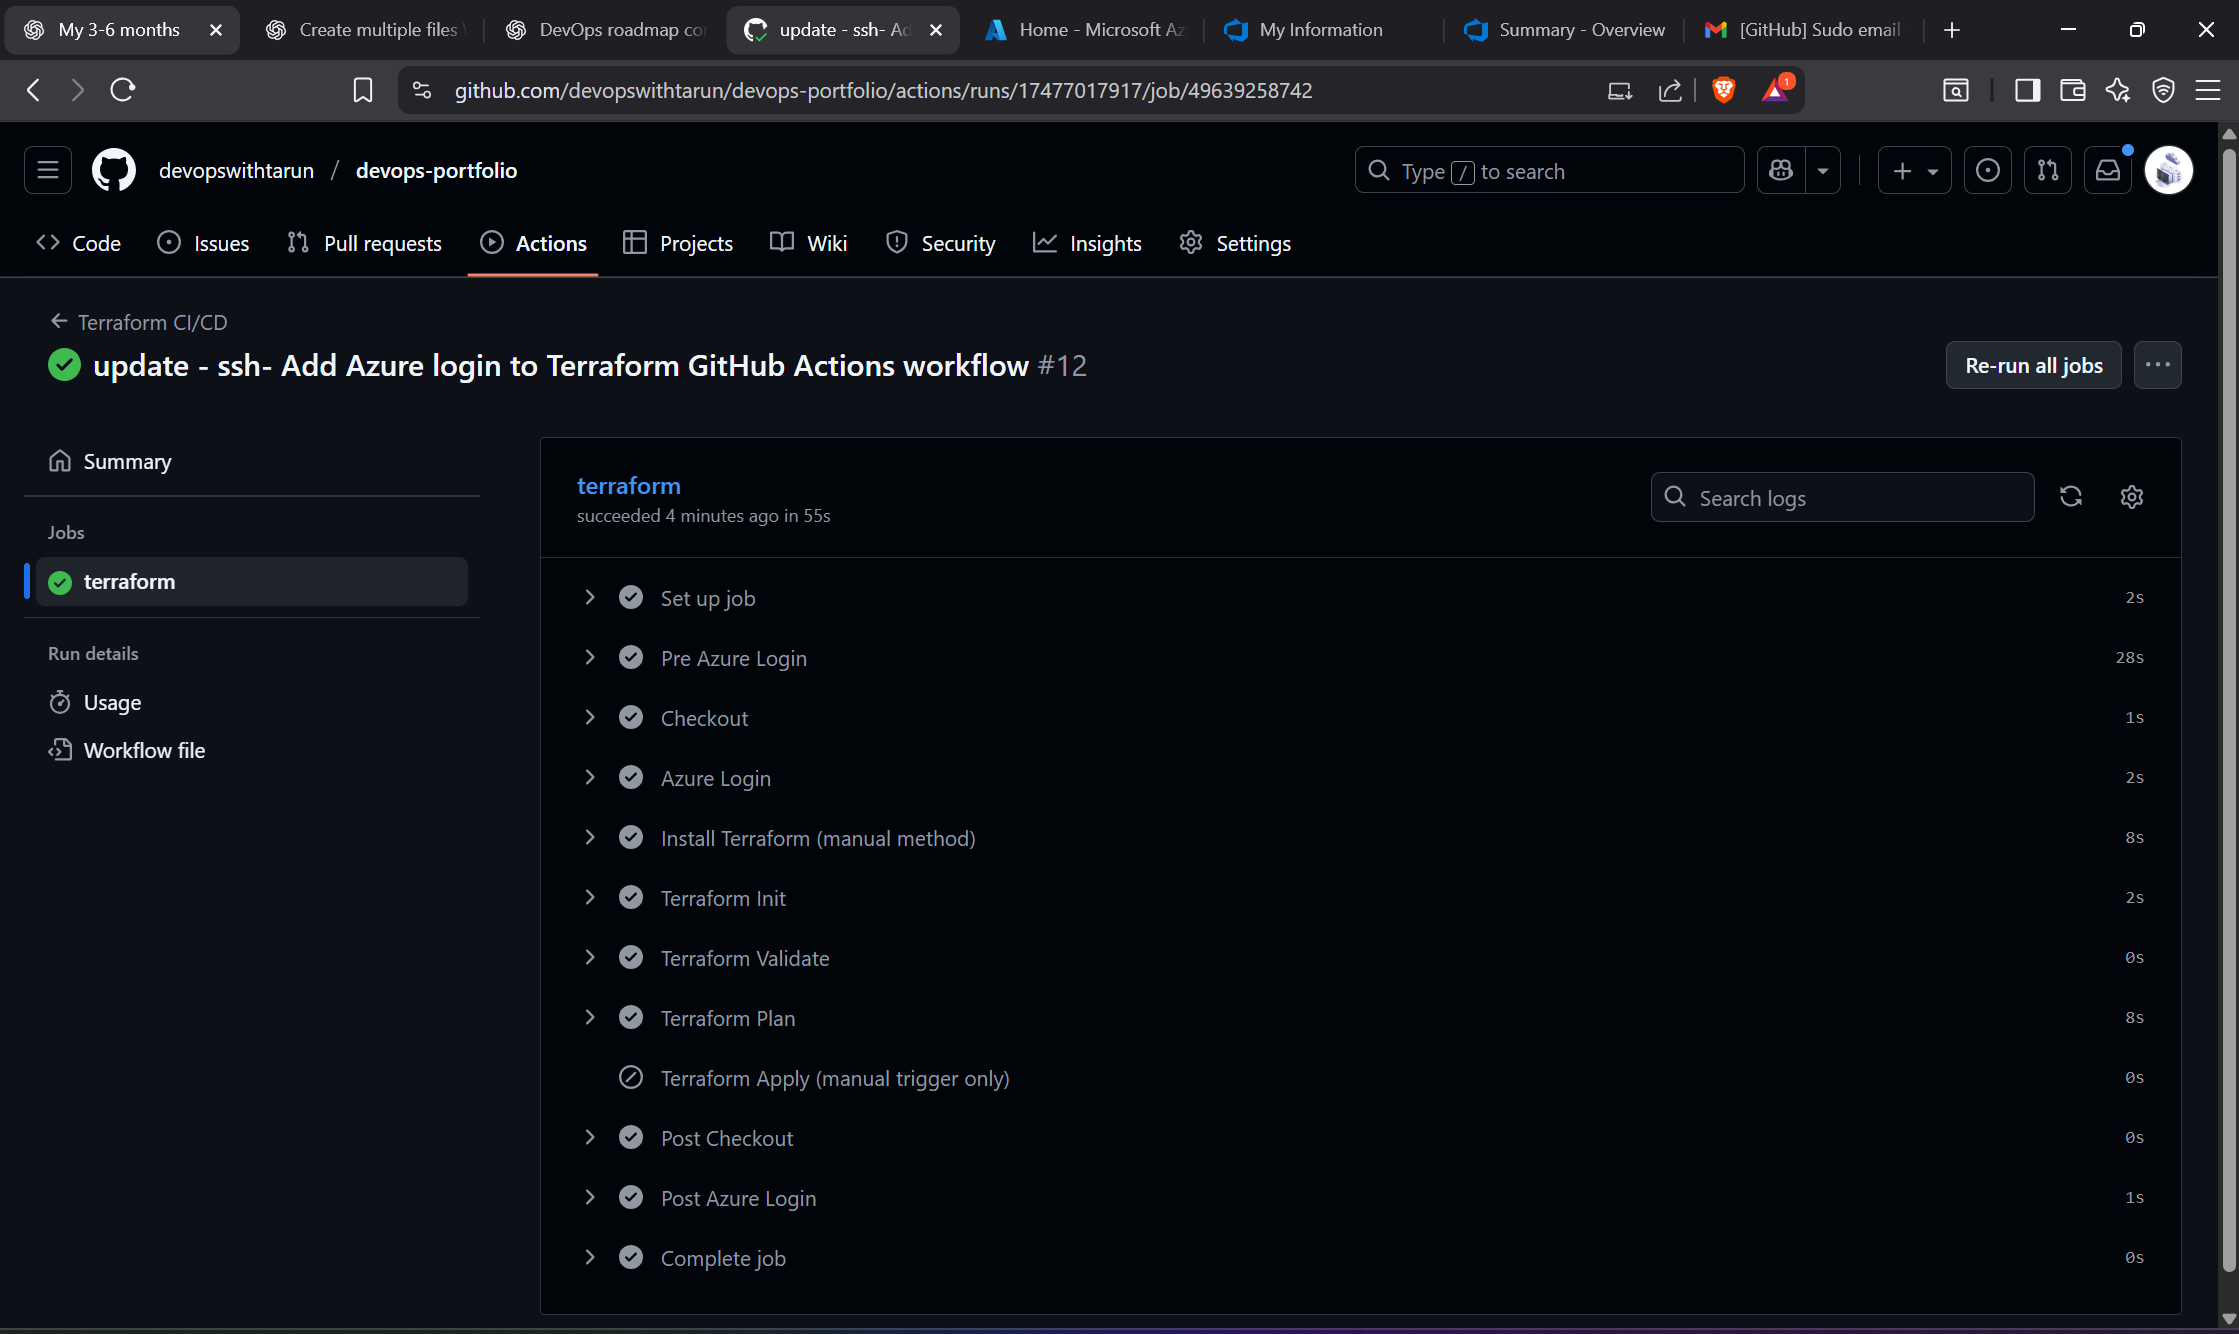 My 3-6 months
Create multiple files
DevOps roadmap co
update - ssh- Ad
Home - Microsoft Az
My Information
Summary - Overview
[GitHub] Sudo email
github.com/devopswithtarun/devops-portfolio/actions/runs/17477017917/job/49639258742
1
devopswithtarun / devops-portfolio
Type / to search
Code
Issues
Pull requests
Actions
Projects
Wiki
Security
Insights
Settings
← Terraform CI/CD
update - ssh- Add Azure login to Terraform GitHub Actions workflow #12
Re-run all jobs
Summary
Jobs
terraform
Run details
Usage
Workflow file
terraform
succeeded 4 minutes ago in 55s
Search logs
Set up job 2s
Pre Azure Login 28s
Checkout 1s
Azure Login 2s
Install Terraform (manual method) 8s
Terraform Init 2s
Terraform Validate 0s
Terraform Plan 8s
Terraform Apply (manual trigger only) 0s
Post Checkout 0s
Post Azure Login 1s
Complete job 0s